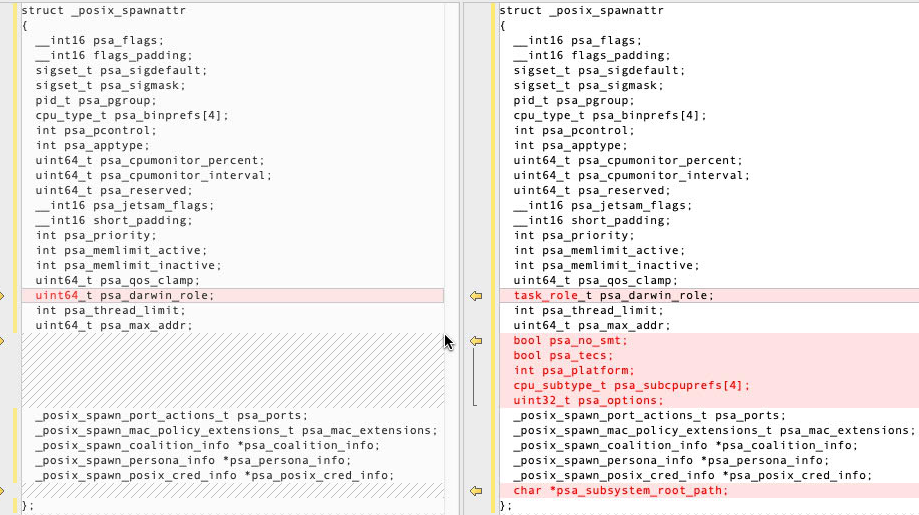 struct _posix_spawnattr
{
__int16 psa_flags;
__int16 flags_padding;
sigset_t psa_sigdefault;
sigset_t psa_sigmask;
pid_t psa_pgroup;
cpu_type_t psa_binprefs[4];
int psa_pcontrol;
int psa_apptype;
uint64_t psa_cpumonitor_percent;
uint64_t psa_cpumonitor_interval;
uint64_t psa_reserved;
__int16 psa_jetsam_flags;
__int16 short_padding;
int psa_priority;
int psa_memlimit_active;
int psa_memlimit_inactive;
uint64_t psa_qos_clamp;
uint64_t psa_darwin_role;
int psa_thread_limit;
uint64_t psa_max_addr;
_posix_spawn_port_actions_t psa_ports;
_posix_spawn_mac_policy_extensions_t psa_mac_extensions;
_posix_spawn_coalition_info *psa_coalition_info;
_posix_spawn_persona_info *psa_persona_info;
_posix_spawn_posix_cred_info *psa_posix_cred_info;
};
struct _posix_spawnattr
{
__int16 psa_flags;
__int16 flags_padding;
sigset_t psa_sigdefault;
sigset_t psa_sigmask;
pid_t psa_pgroup;
cpu_type_t psa_binprefs[4];
int psa_pcontrol;
int psa_apptype;
uint64_t psa_cpumonitor_percent;
uint64_t psa_cpumonitor_interval;
uint64_t psa_reserved;
__int16 psa_jetsam_flags;
__int16 short_padding;
int psa_priority;
int psa_memlimit_active;
int psa_memlimit_inactive;
uint64_t psa_qos_clamp;
task_role_t psa_darwin_role;
int psa_thread_limit;
uint64_t psa_max_addr;
bool psa_no_smt;
bool psa_tecs;
int psa_platform;
cpu_subtype_t psa_subcpuprefs[4];
uint32_t psa_options;
_posix_spawn_port_actions_t psa_ports;
_posix_spawn_mac_policy_extensions_t psa_mac_extensions;
_posix_spawn_coalition_info *psa_coalition_info;
_posix_spawn_persona_info *psa_persona_info;
_posix_spawn_posix_cred_info *psa_posix_cred_info;
char *psa_subsystem_root_path;
};